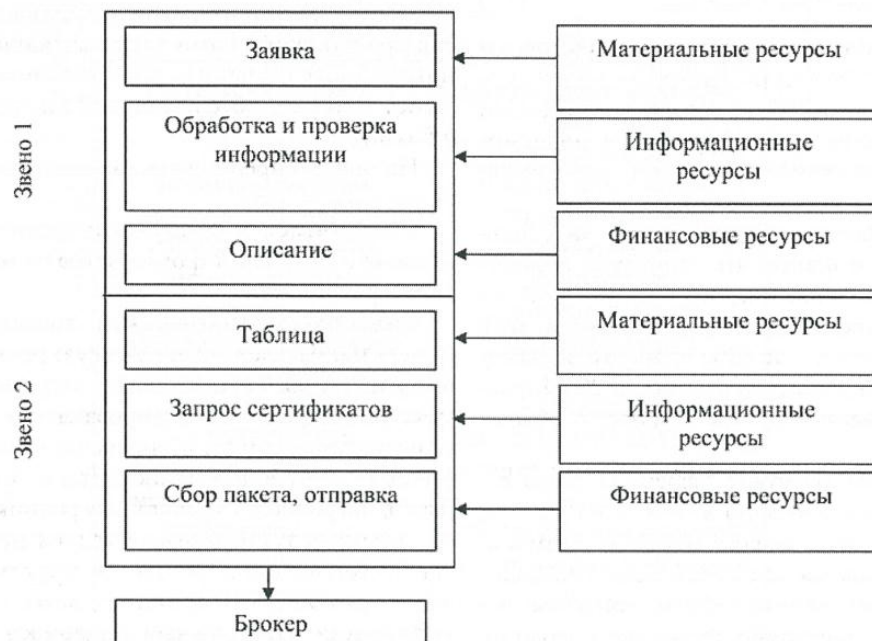 Звено 1
Заявка
Материальные ресурсы
Обработка и проверка
информации
Информационные
ресурсы
Описание
Финансовые ресурсы
Звено 2
Таблица
Материальные ресурсы
Запрос сертификатов
Информационные
ресурсы
Сбор пакета, отправка
Финансовые ресурсы
Брокер